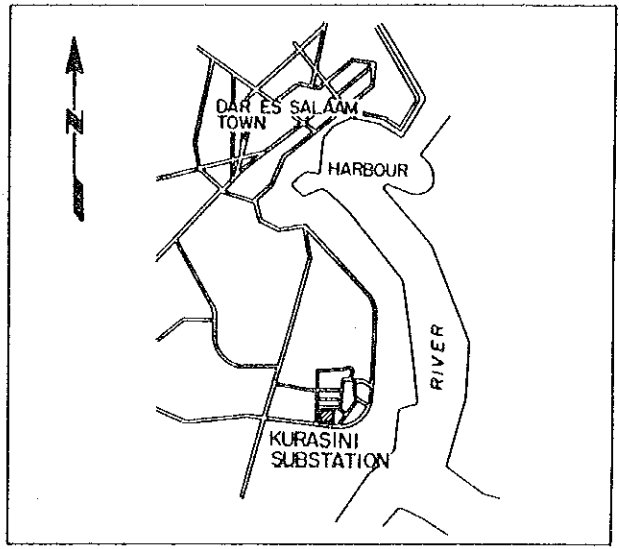 N
DAR ES SALAAM
TOWN
HARBOUR
RIVER
KURASINI
SUBSTATION